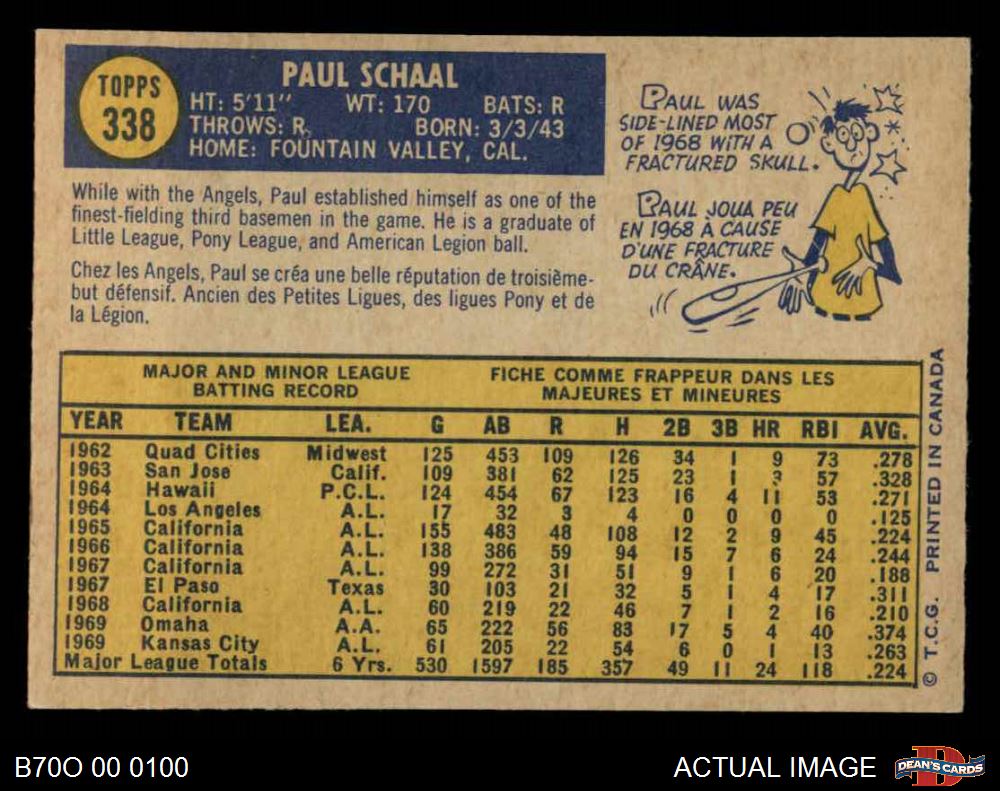 TOPPS
338
PAUL SCHAAL
HT: 5'11" WT: 170 BATS: R
THROWS: R BORN: 3/3/43
HOME: FOUNTAIN VALLEY, CAL.
While with the Angels, Paul established himself as one of the
finest-fielding third basemen in the game. He is a graduate of
Little League, Pony League, and American Legion ball.
Chez les Angels, Paul se créa une belle réputation de troisième-
but défensif. Ancien des Petites Ligues, des ligues Pony et de
la Légion.
PAUL WAS
SIDE-LINED MOST
OF 1968 WITH A
FRACTURED SKULL.
PAUL JOUA PEU
EN 1968 À CAUSE
D'UNE FRACTURE
DU CRÂNE.
MAJOR AND MINOR LEAGUE
BATTING RECORD
FICHE COMME FRAPPEUR DANS LES
MAJEURES ET MINEURES
YEAR TEAM LEA. G AB R H 2B 3B HR RBI AVG.
1962 Quad Cities Midwest 125 453 109 126 34 1 9 73 .278
1963 San Jose Calif. 109 381 62 125 23 1 3 57 .328
1964 Hawaii P.C.L. 124 454 67 123 16 4 11 53 .271
1964 Los Angeles A.L. 17 32 3 4 0 0 0 0 .125
1965 California A.L. 155 483 48 108 12 2 9 45 .224
1966 California A.L. 138 386 59 94 15 7 6 24 .244
1967 California A.L. 99 272 31 51 9 1 6 20 .188
1967 El Paso Texas 30 103 21 32 5 1 4 17 .311
1968 California A.L. 60 219 22 46 7 1 2 16 .210
1969 Omaha A.A. 65 222 56 83 17 5 4 40 .374
1969 Kansas City A.L. 61 205 22 54 6 0 1 13 .263
Major League Totals 6 Yrs. 530 1597 185 357 49 11 24 118 .224
© T.C.G. PRINTED IN CANADA
B70O 00 0100
ACTUAL IMAGE
DEAN'S CARDS